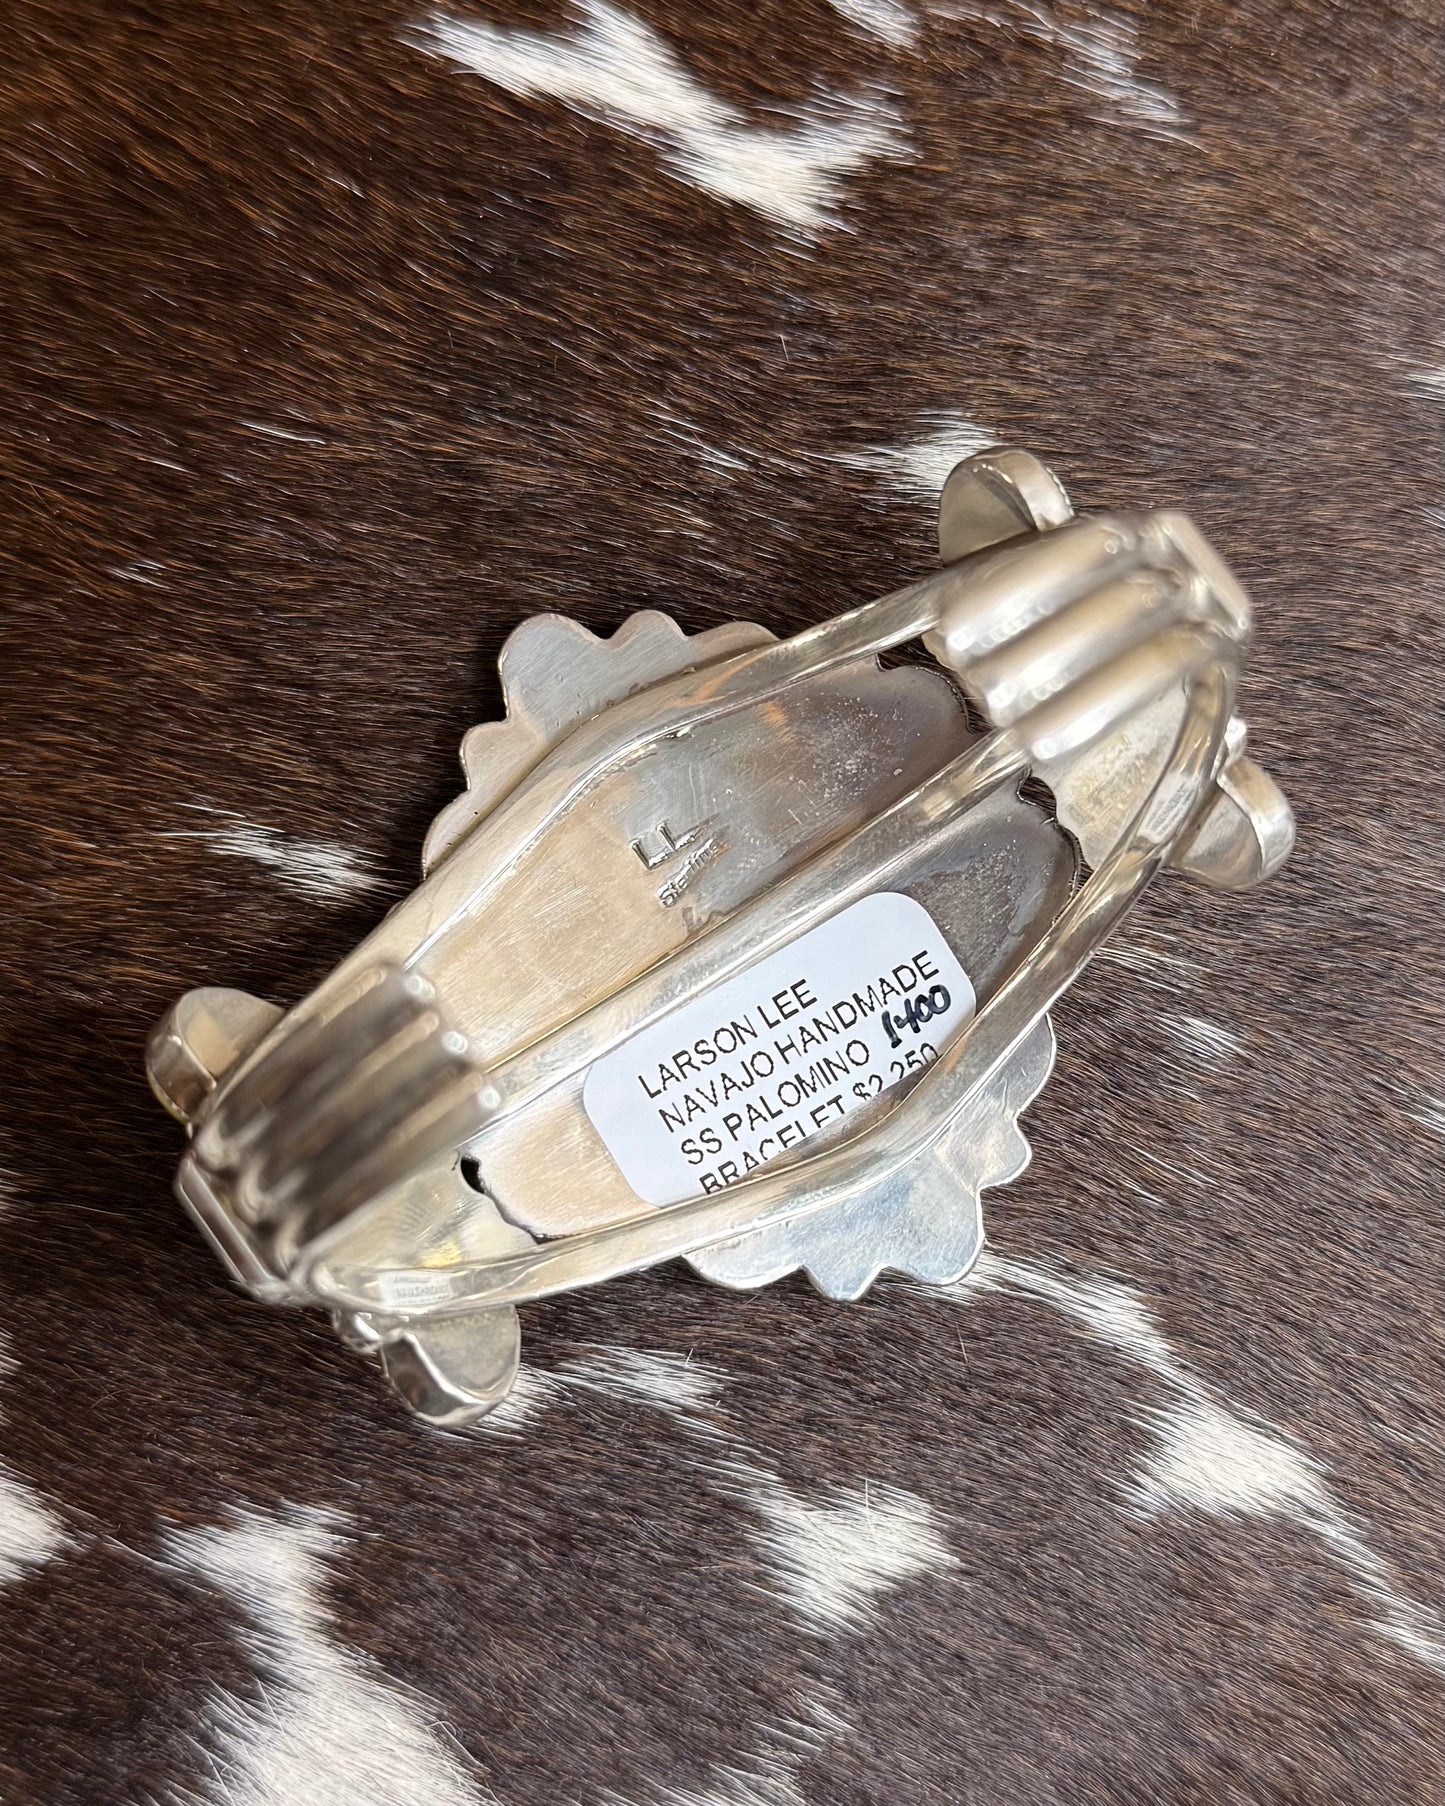 LL
Sterling
LARSON LEE
NAVAJO HANDMADE
SS PALOMINO 1400
BRACELET $2,250